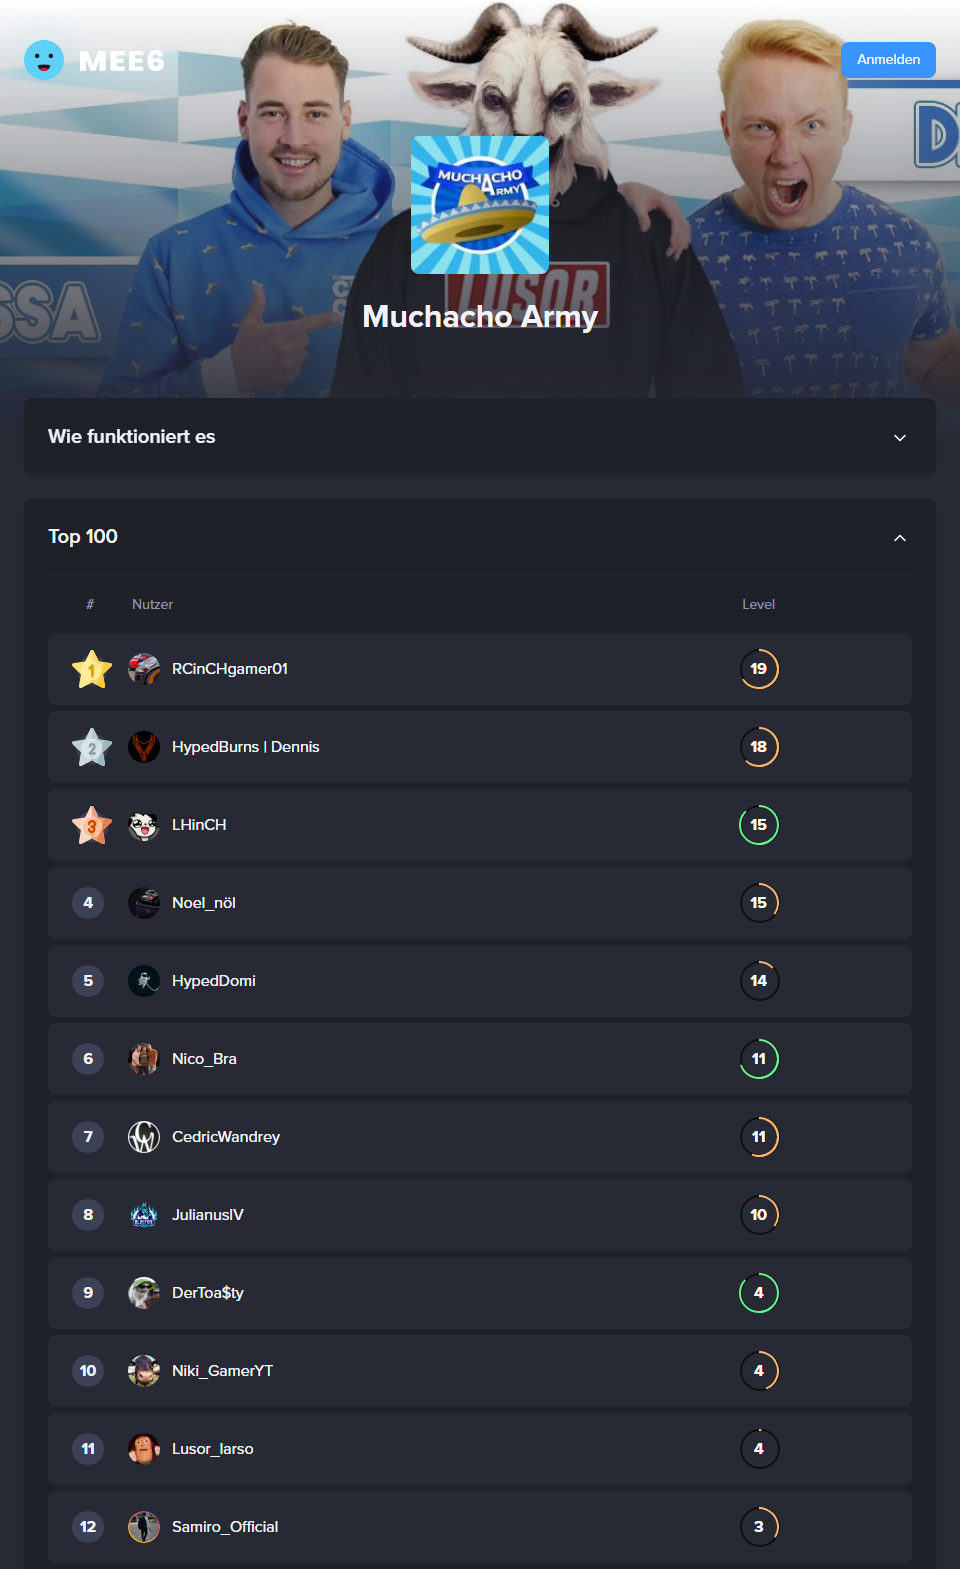 MEE6
Anmelden
MUCHACHO
ARMY
SSA
LUSOR
Muchacho Army
Wie funktioniert es
Top 100
# Nutzer Level
1 RCinCHgamer01 19
2 HypedBurns | Dennis 18
3 LHinCH 15
4 Noel_nöl 15
5 HypedDomi 14
6 Nico_Bra 11
7 CedricWandrey 11
8 JulianusIV 10
9 DerToa$ty 4
10 Niki_GamerYT 4
11 Lusor_larso 4
12 Samiro_Official 3